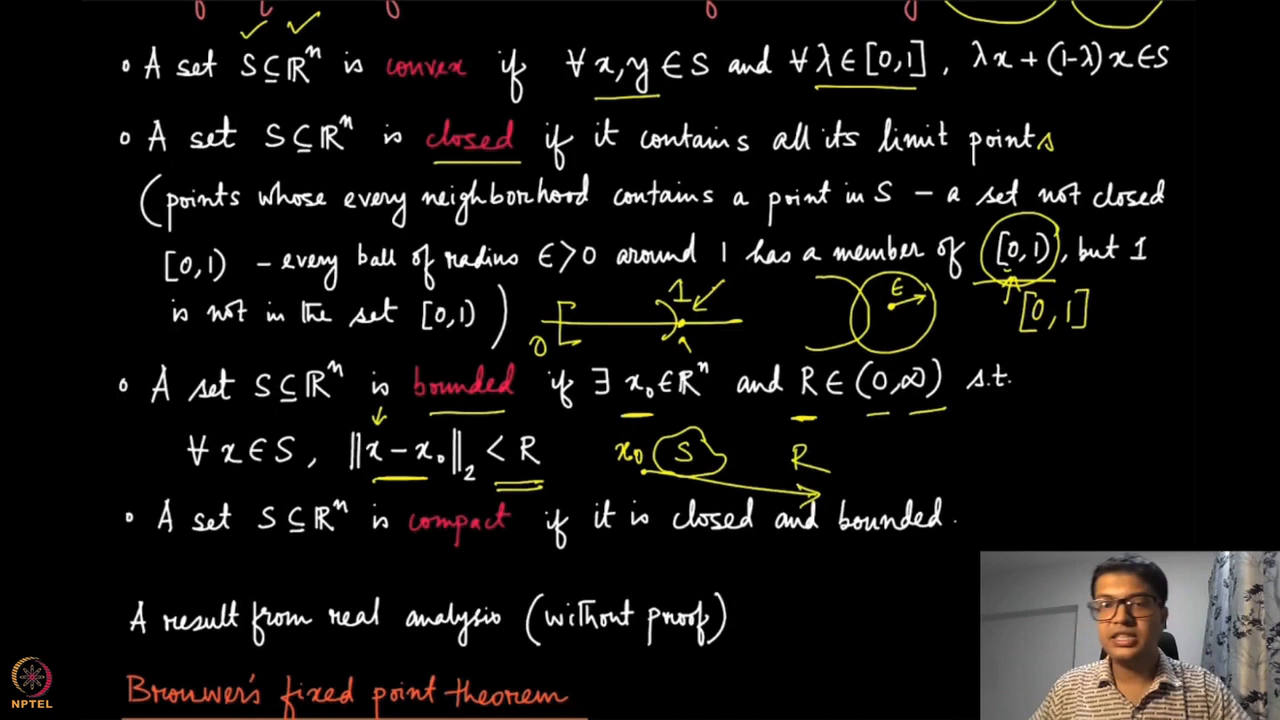 • A set S ⊆ ℝⁿ is convex if ∀ x, y ∈ S and ∀ λ ∈ [0,1], λx + (1-λ) x ∈ S
• A set S ⊆ ℝⁿ is closed if it contains all its limit points
(points whose every neighborhood contains a point in S – a set not closed
[0,1) – every ball of radius ϵ > 0 around 1 has a member of [0,1), but 1
is not in the set [0,1))
0 1 ϵ [0,1]
• A set S ⊆ ℝⁿ is bounded if ∃ x₀ ∈ ℝⁿ and R ∈ (0,∞) s.t.
∀ x ∈ S, ‖x - x₀‖₂ < R x₀ S R
• A set S ⊆ ℝⁿ is compact if it is closed and bounded.
A result from real analysis (without proof)
Brouwer's fixed point theorem
NPTEL